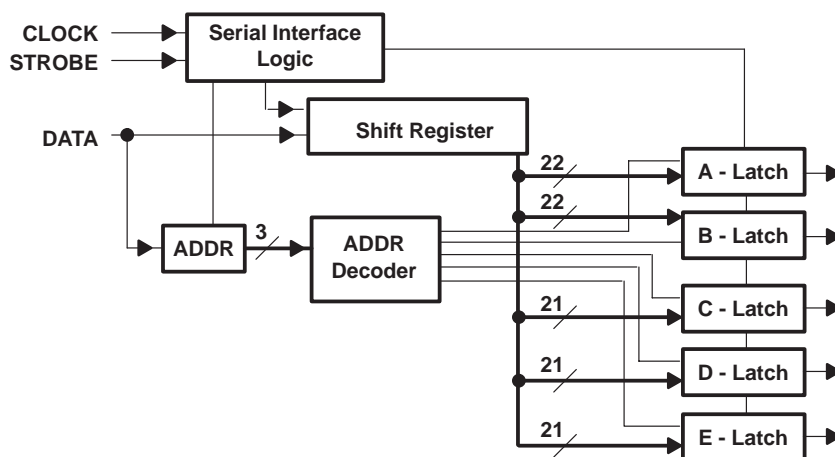 CLOCK
STROBE
Serial Interface
Logic
DATA
Shift Register
ADDR
3
ADDR
Decoder
22
A - Latch
22
B - Latch
21
C - Latch
21
D - Latch
21
E - Latch